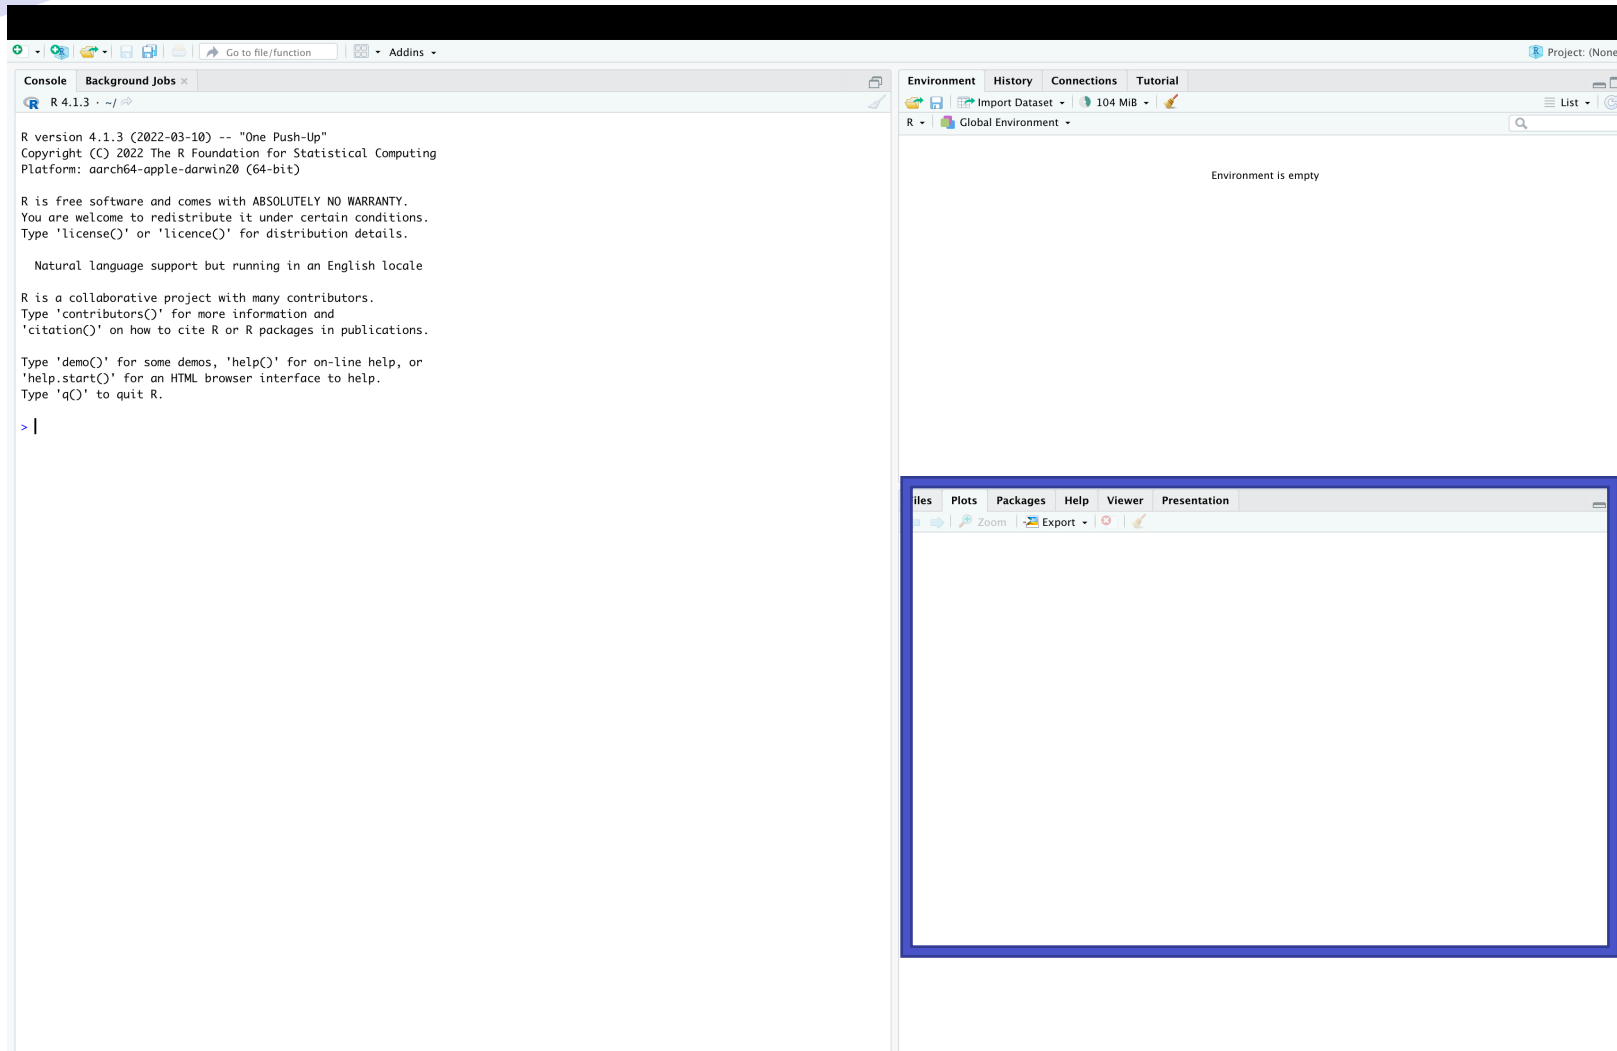 Go to file/function Addins Project: (None
Console Background Jobs
R 4.1.3 · ~/
R version 4.1.3 (2022-03-10) -- "One Push-Up"
Copyright (C) 2022 The R Foundation for Statistical Computing
Platform: aarch64-apple-darwin20 (64-bit)
R is free software and comes with ABSOLUTELY NO WARRANTY.
You are welcome to redistribute it under certain conditions.
Type 'license()' or 'licence()' for distribution details.
Natural language support but running in an English locale
R is a collaborative project with many contributors.
Type 'contributors()' for more information and
'citation()' on how to cite R or R packages in publications.
Type 'demo()' for some demos, 'help()' for on-line help, or
'help.start()' for an HTML browser interface to help.
Type 'q()' to quit R.
>
Environment History Connections Tutorial
Import Dataset 104 MiB List
R Global Environment
Environment is empty
iles Plots Packages Help Viewer Presentation
Zoom Export